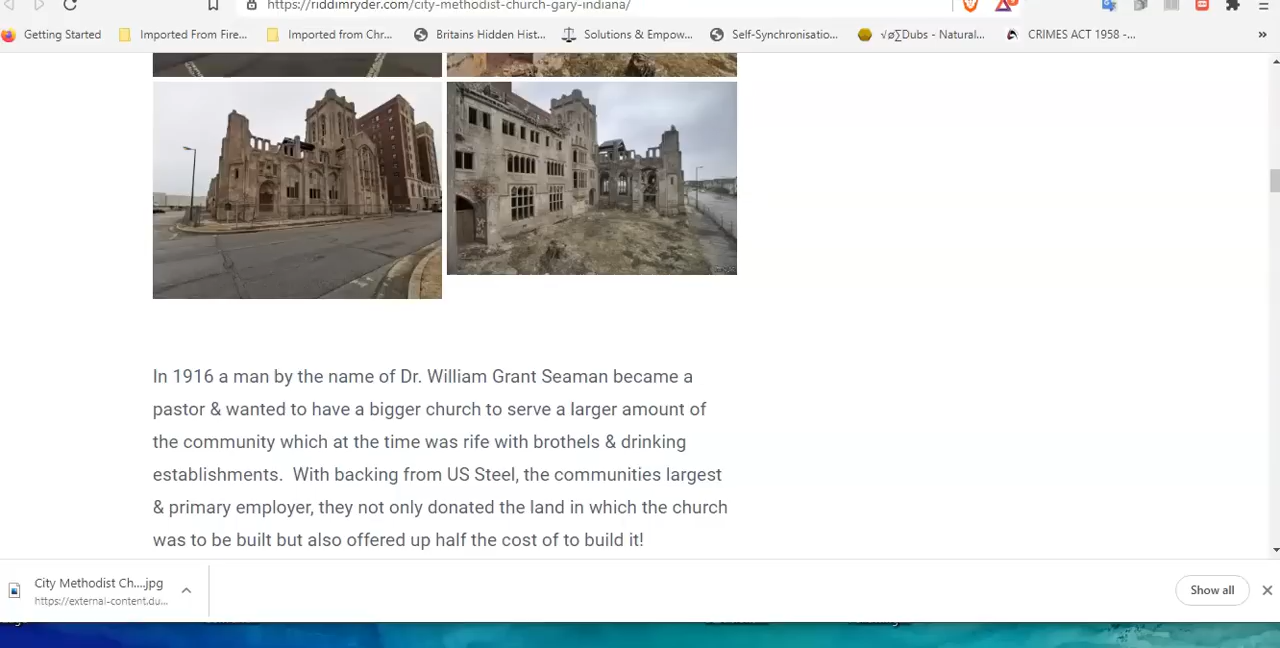 https://riddimryder.com/city-methodist-church-gary-indiana/
Getting Started
Imported From Fire...
Imported from Chr...
Britains Hidden Hist...
Solutions & Empow...
Self-Synchronisatio...
√ø∑Dubs - Natural...
CRIMES ACT 1958 -...
»
In 1916 a man by the name of Dr. William Grant Seaman became a
pastor & wanted to have a bigger church to serve a larger amount of
the community which at the time was rife with brothels & drinking
establishments.  With backing from US Steel, the communities largest
& primary employer, they not only donated the land in which the church
was to be built but also offered up half the cost of to build it!
City Methodist Ch....jpg
https://external-content.du...
Show all